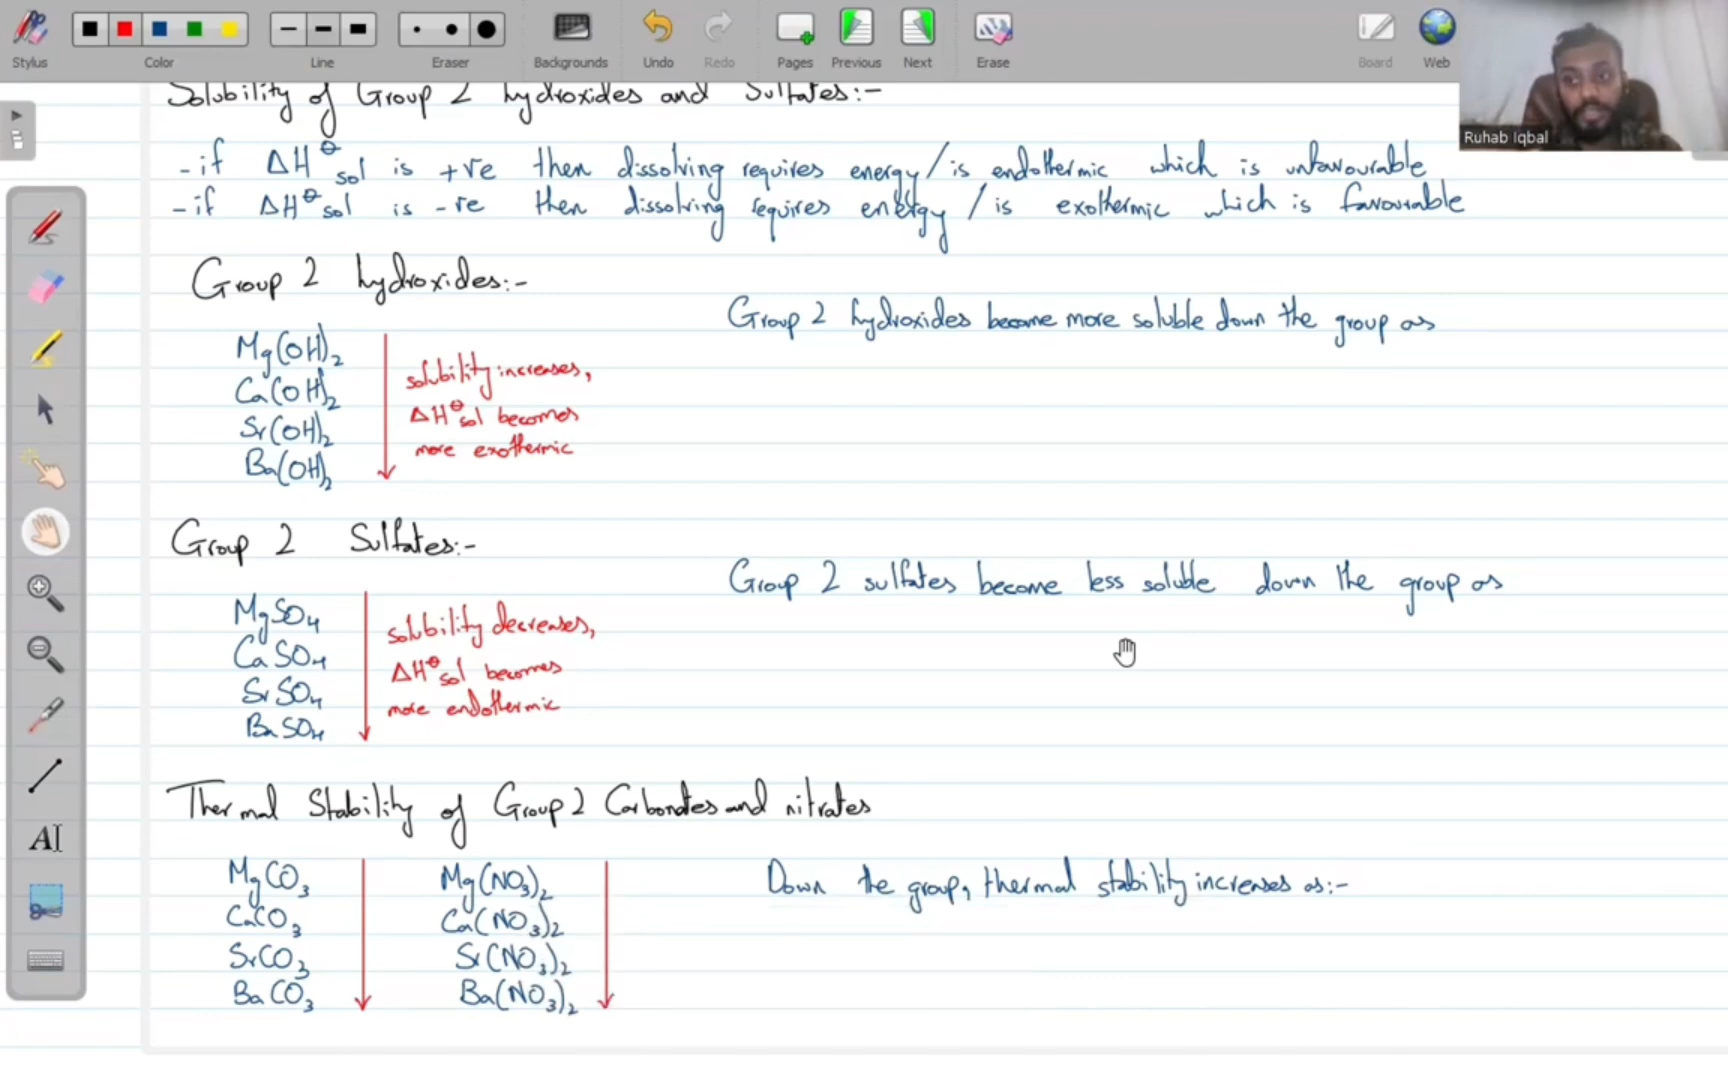 Stylus
Color
Line
Eraser
Backgrounds
Undo
Redo
Pages
Previous
Next
Erase
Board
Web
Ruhab Iqbal
Solubility of Group 2 hydroxides and Sulfates:-
- if ΔH⊖sol is +ve then dissolving requires energy / is endothermic which is unfavourable
- if ΔH⊖sol is -ve then dissolving requires energy / is exothermic which is favourable
Group 2 hydroxides:-
Group 2 hydroxides become more soluble down the group as
Mg(OH)₂
Ca(OH)₂
Sr(OH)₂
Ba(OH)₂
solubility increases,
ΔH⊖sol becomes
more exothermic
Group 2 Sulfates:-
Group 2 sulfates become less soluble down the group as
MgSO₄
CaSO₄
SrSO₄
BaSO₄
solubility decreases,
ΔH⊖sol becomes
more endothermic
Thermal Stability of Group 2 Carbonates and nitrates
MgCO₃
CaCO₃
SrCO₃
BaCO₃
Mg(NO₃)₂
Ca(NO₃)₂
Sr(NO₃)₂
Ba(NO₃)₂
Down the group, thermal stability increases as:-
AI